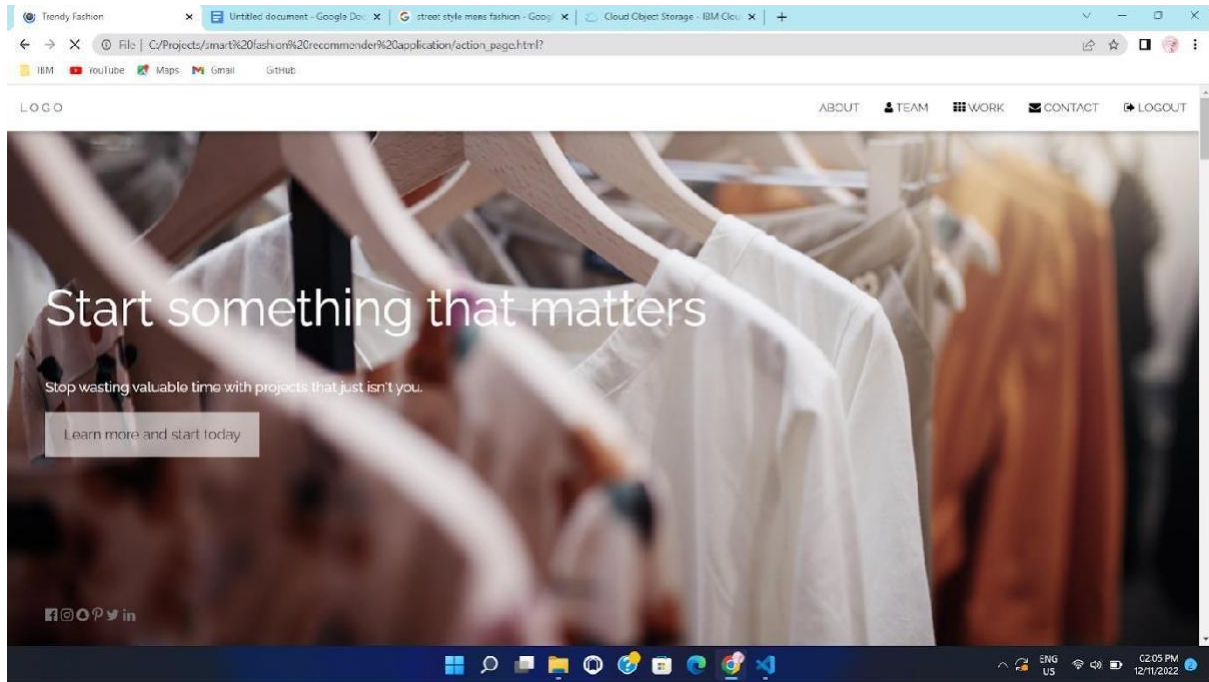 Trendy Fashion
Untitled document - Google Doc
street style mens fashion - Googl
Cloud Object Storage - IBM Clou
File | C:/Projects/smart%20fashion%20recommender%20application/action_page.html?
IBM YouTube Maps Gmail GitHub
LOGO ABOUT TEAM WORK CONTACT LOGOUT
Start something that matters
Stop wasting valuable time with projects that just isn't you.
Learn more and start today
in
ENG
US
02:05 PM
12/11/2022
2